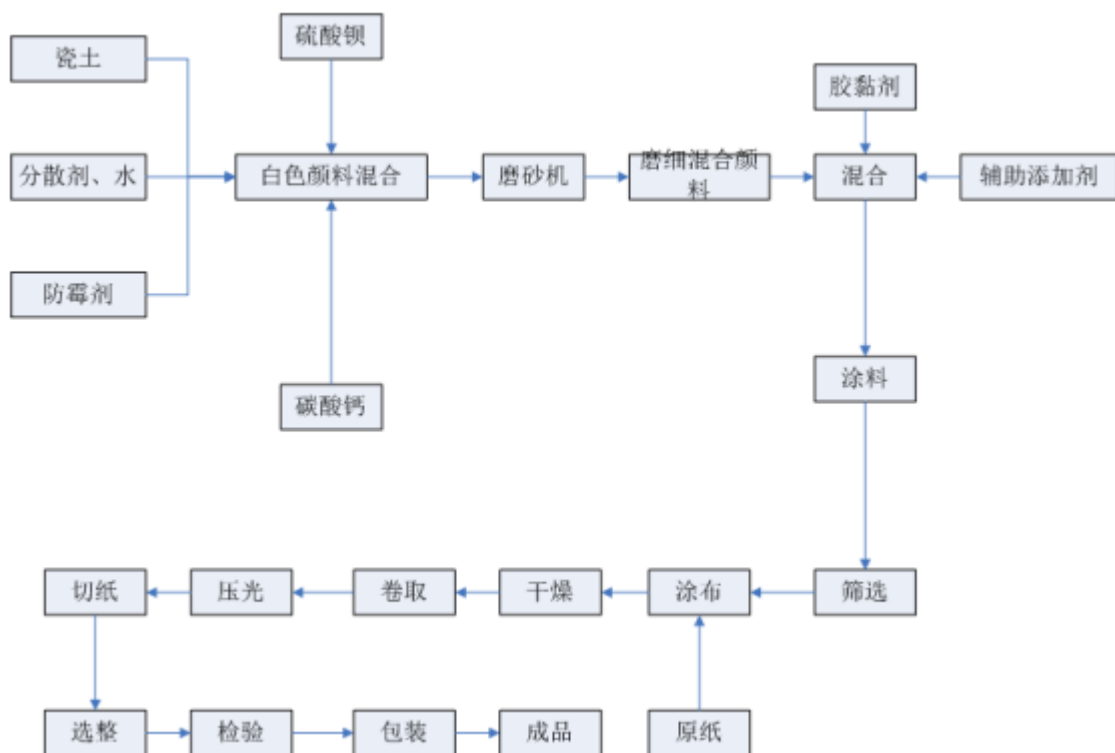 硫酸钡
瓷土
胶黏剂
分散剂、水
白色颜料混合
磨砂机
磨细混合颜
料
混合
辅助添加剂
防霉剂
涂料
碳酸钙
切纸
压光
卷取
干燥
涂布
筛选
选整
检验
包装
成品
原纸